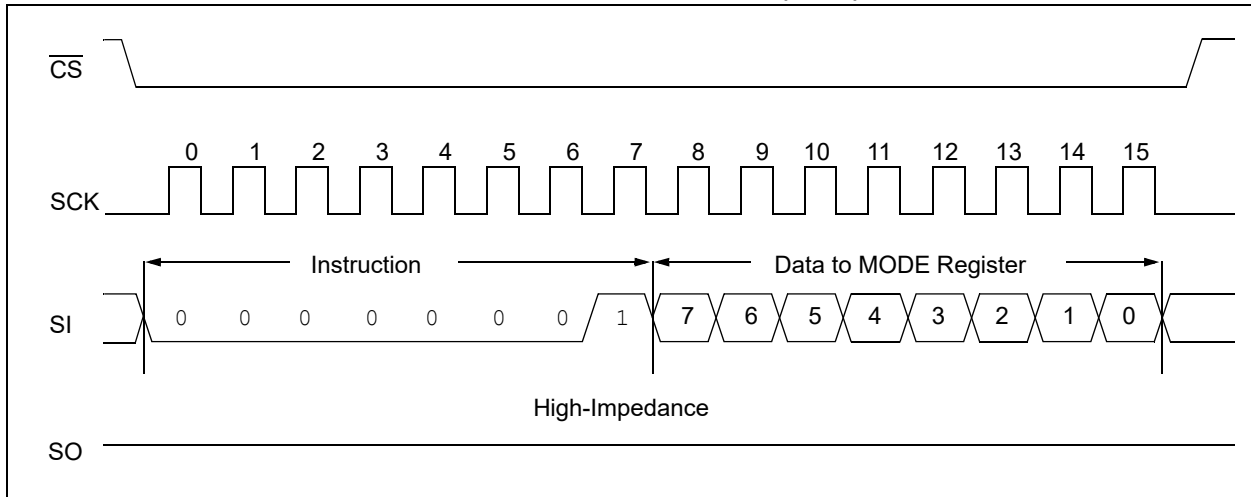 CS
0 1 2 3 4 5 6 7 8 9 10 11 12 13 14 15
SCK
Instruction Data to MODE Register
SI 0 0 0 0 0 0 0 1 7 6 5 4 3 2 1 0
High-Impedance
SO